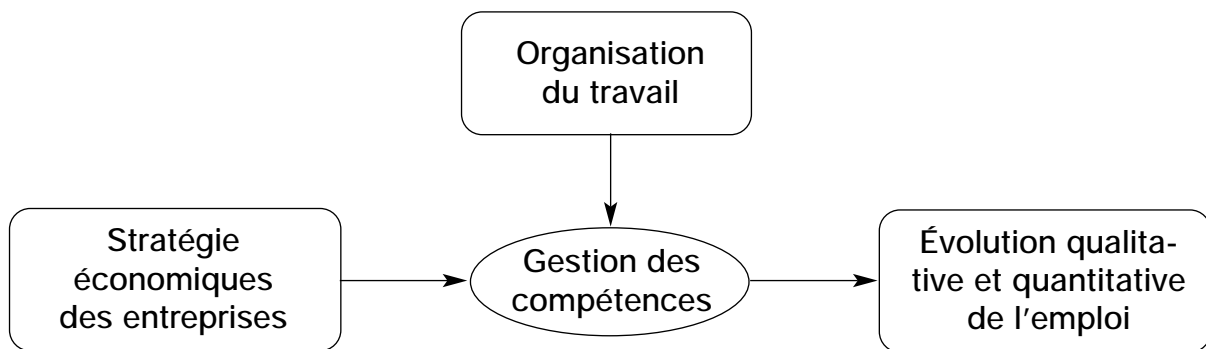 Organisation
du travail
Stratégie
économiques
des entreprises
Gestion des
compétences
Évolution qualita-
tive et quantitative
de l'emploi